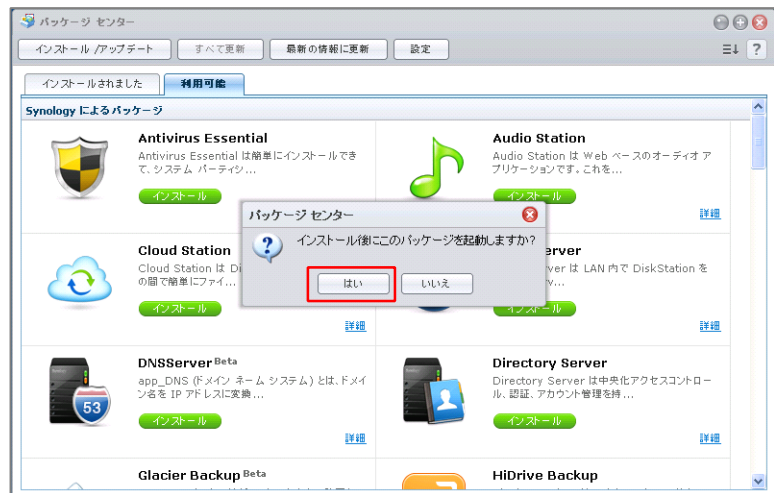 パッケージ センター
インストール /アップデート
すべて更新
最新の情報に更新
設定
?
インストールされました
利用可能
Synology によるパッケージ
Antivirus Essential
Antivirus Essential は簡単にインストールでき
て、システム パーティシ...
インストール
Audio Station
Audio Station は Web ベースのオーディオ ア
プリケーションです。これを...
インストール
詳細
パッケージ センター
インストール後にこのパッケージを起動しますか?
はい
いいえ
Cloud Station
Cloud Station は Di
の間で簡単にファイ...
インストール
詳細
erver
ver は LAN 内で DiskStation を
インストール
詳細
DNSServer Beta
app_DNS (ドメイン ネーム システム) とは、ドメイ
ン名を IP アドレスに変換...
インストール
詳細
53
Directory Server
Directory Server は中央化アクセスコントロー
ル、認証、アカウント管理を持...
インストール
詳細
Glacier Backup Beta
HiDrive Backup